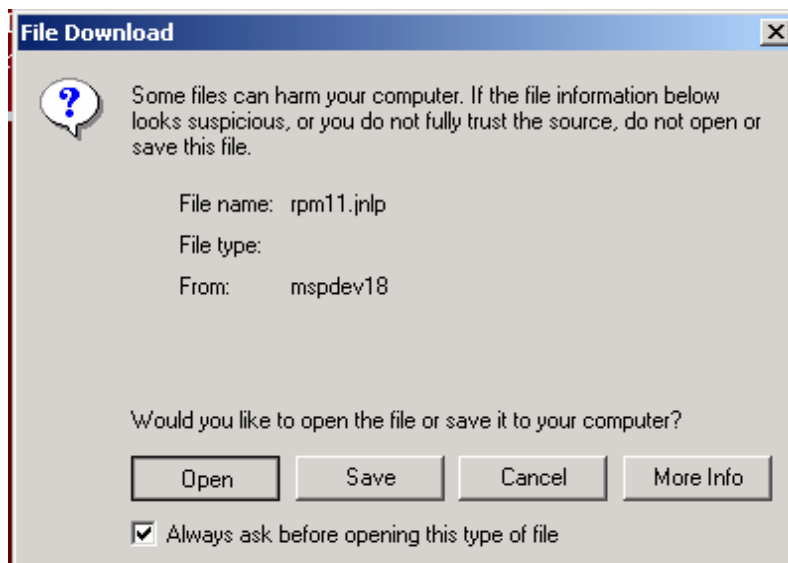 File Download
Some files can harm your computer. If the file information below
looks suspicious, or you do not fully trust the source, do not open or
save this file.
File name: rpm11.jnlp
File type:
From: mspdev18
Would you like to open the file or save it to your computer?
Open Save Cancel More Info
Always ask before opening this type of file